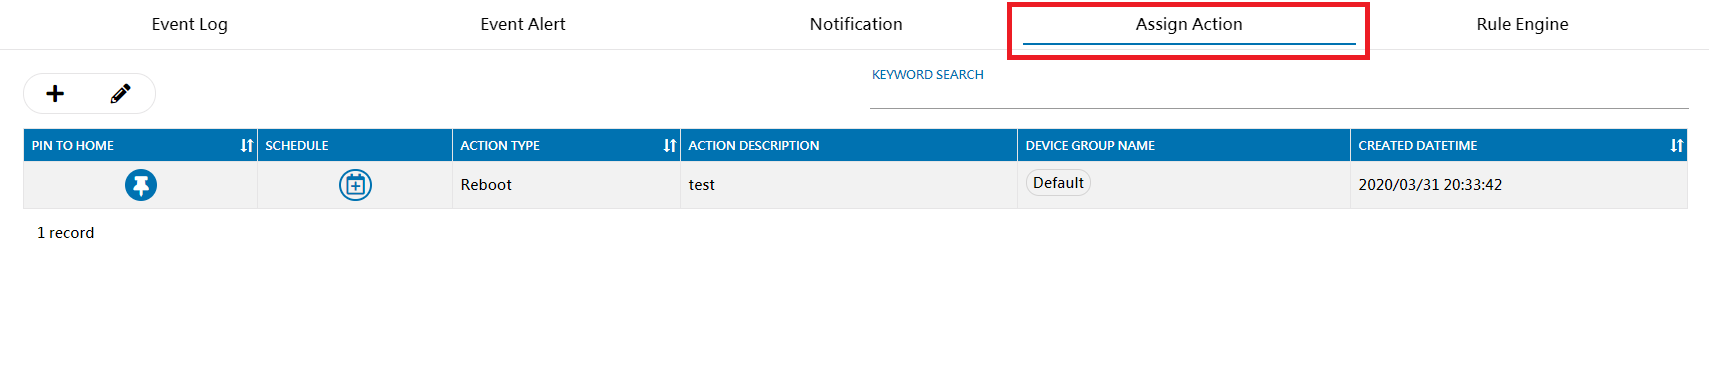 Event Log Event Alert Notification Assign Action Rule Engine
KEYWORD SEARCH
PIN TO HOME SCHEDULE ACTION TYPE ACTION DESCRIPTION DEVICE GROUP NAME CREATED DATETIME
Reboot test Default 2020/03/31 20:33:42
1 record